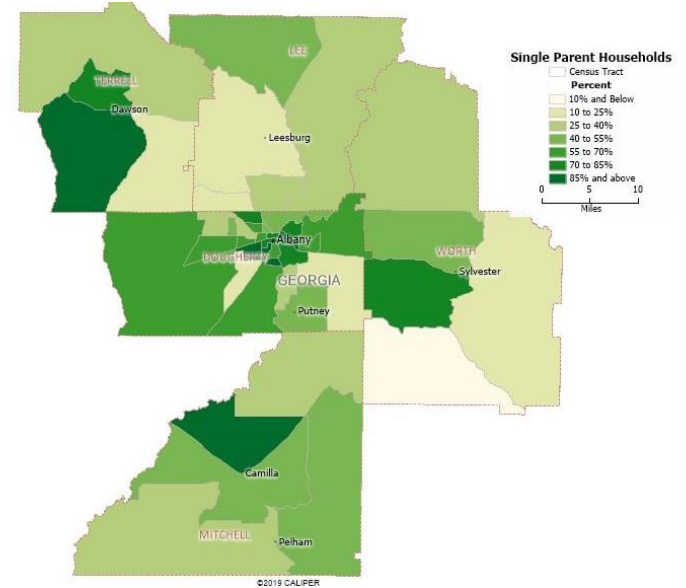 LEE
Single Parent Households
Census Tract
Percent
10% and Below
10 to 25%
25 to 40%
40 to 55%
55 to 70%
70 to 85%
85% and above
0 5 10
Miles
TERRELL
Dawson
Leesburg
Albany
DOUGHERTY
WORTH
Sylvester
GEORGIA
Putney
Camilla
MITCHELL
Pelham
©2019 CALIPER